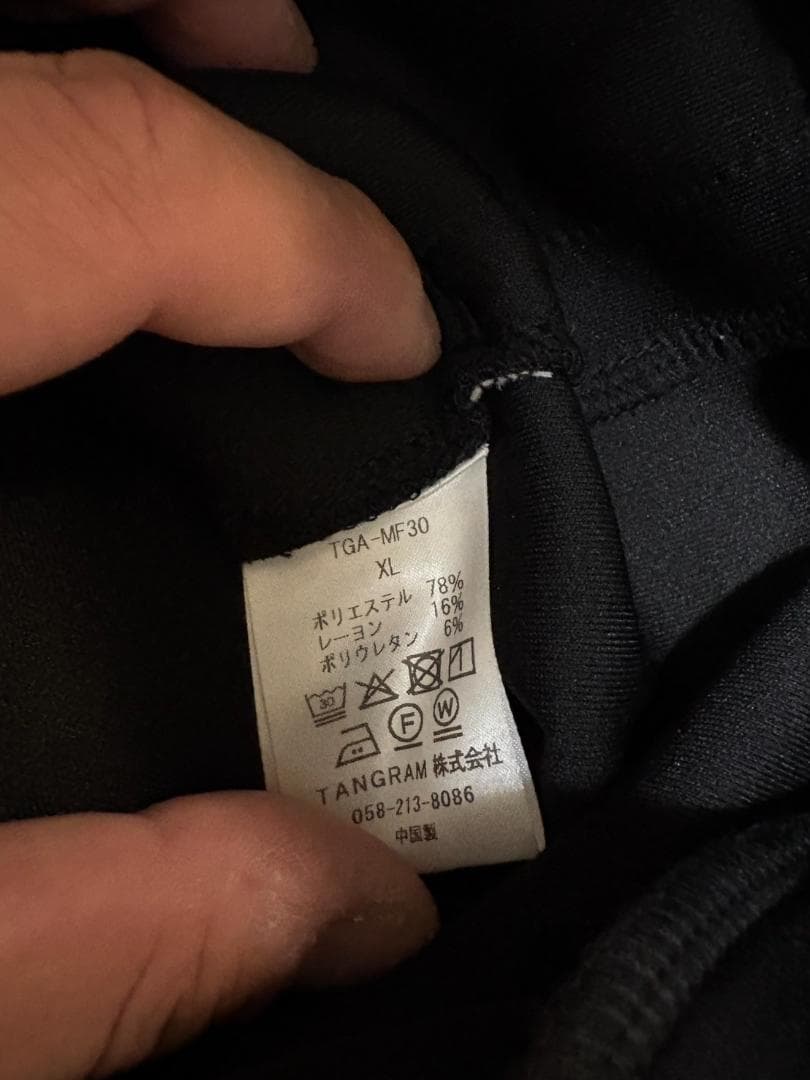 TGA-MF30
XL
ポリエステル 78%
レーヨン 16%
ポリウレタン 6%
30
F W
TANGRAM 株式会社
058-213-8086
中国製